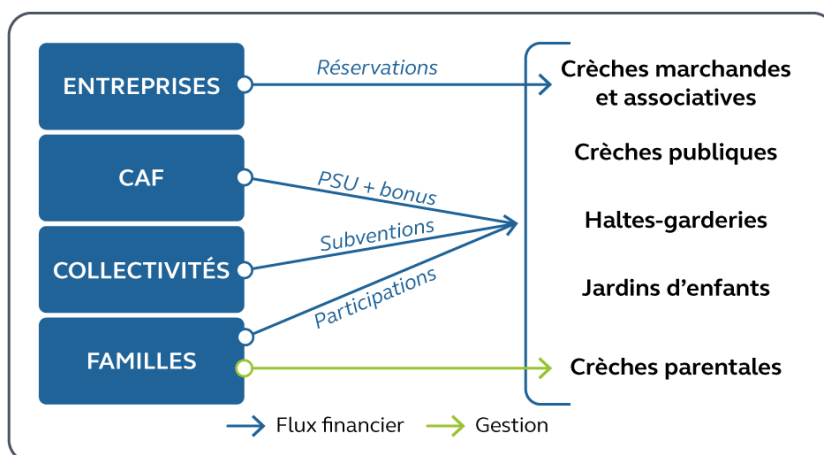 ENTREPRISES
CAF
COLLECTIVITÉS
FAMILLES
Réservations
PSU + bonus
Subventions
Participations
Crèches marchandes
et associatives
Crèches publiques
Haltes-garderies
Jardins d’enfants
Crèches parentales
Flux financier
Gestion